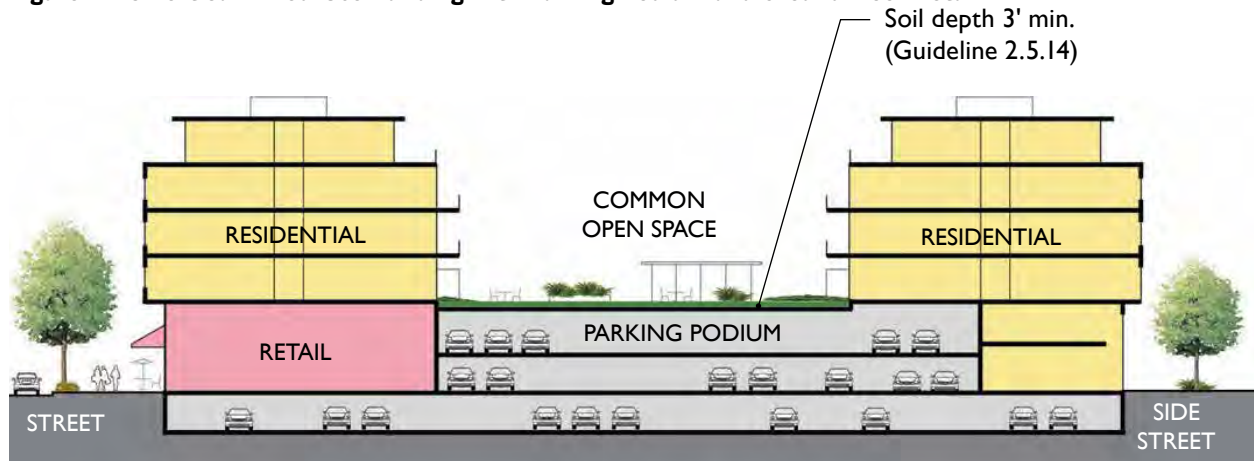 Soil depth 3' min.
(Guideline 2.5.14)
COMMON
OPEN SPACE
RESIDENTIAL
RESIDENTIAL
PARKING PODIUM
RETAIL
STREET
SIDE
STREET